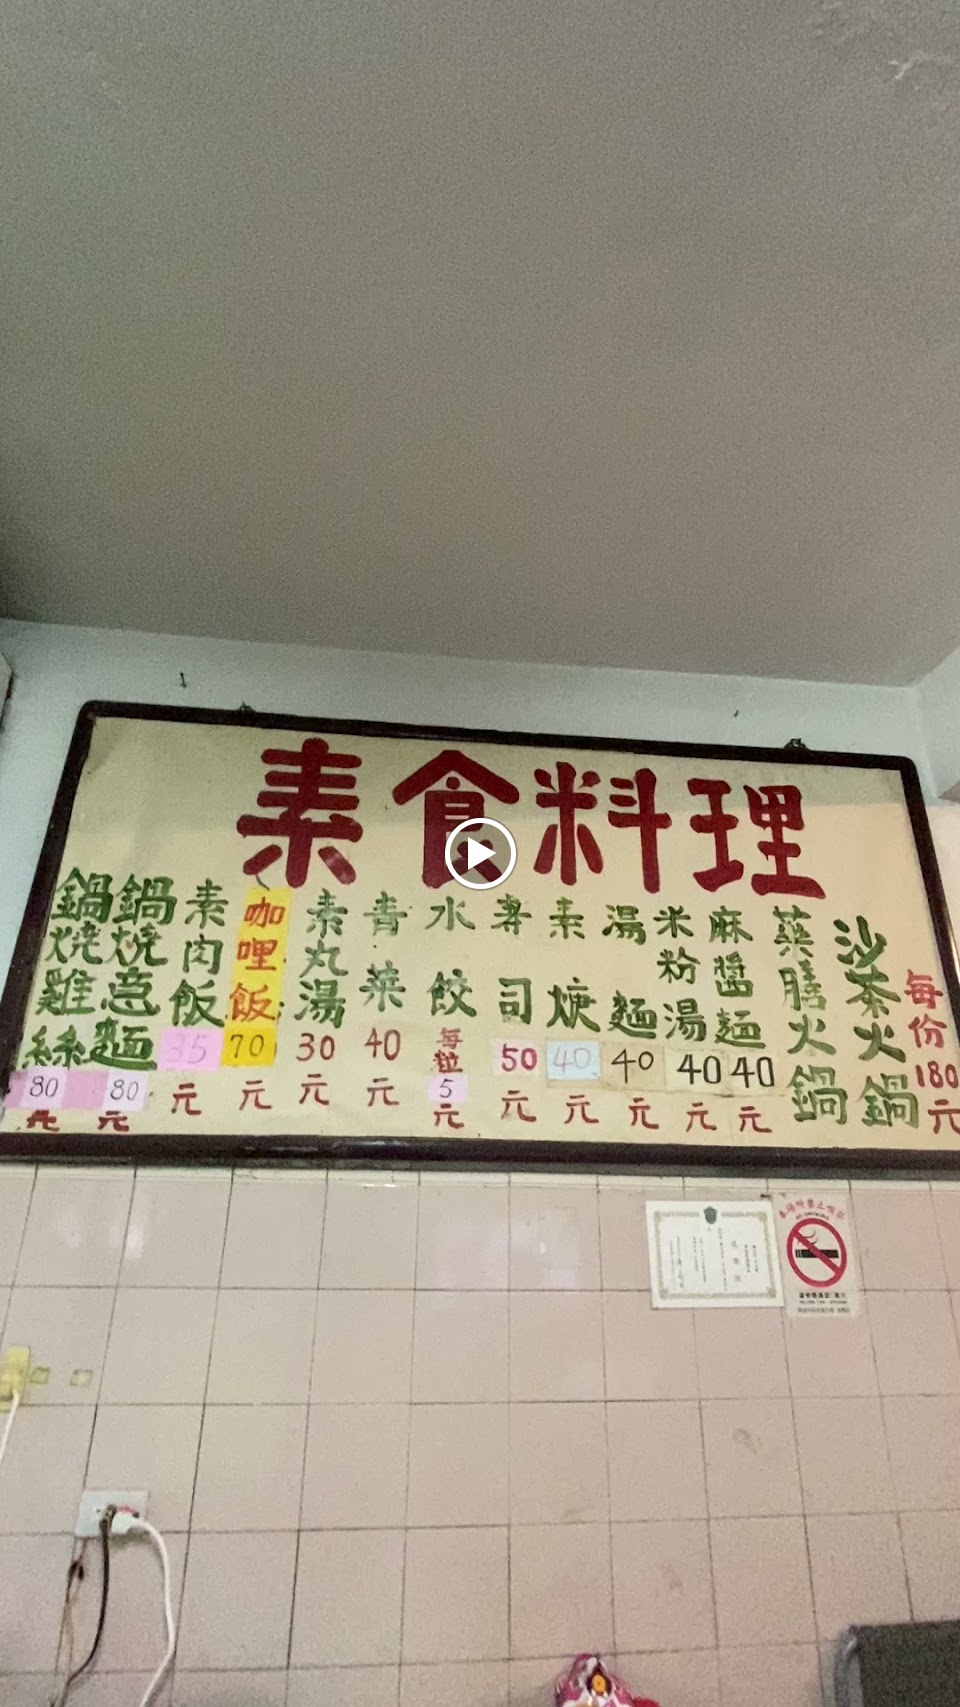 素食料理
沙茶火鍋
藥膳火鍋
每份180元
麻醬麵 40元
米粉湯 40元
湯麵 40元
素焿 40元
壽司 50元
水餃 每粒5元
青菜 40元
素丸湯 30元
咖哩飯 70元
素肉飯 35元
鍋燒意麵 80元
鍋燒雞絲 80元